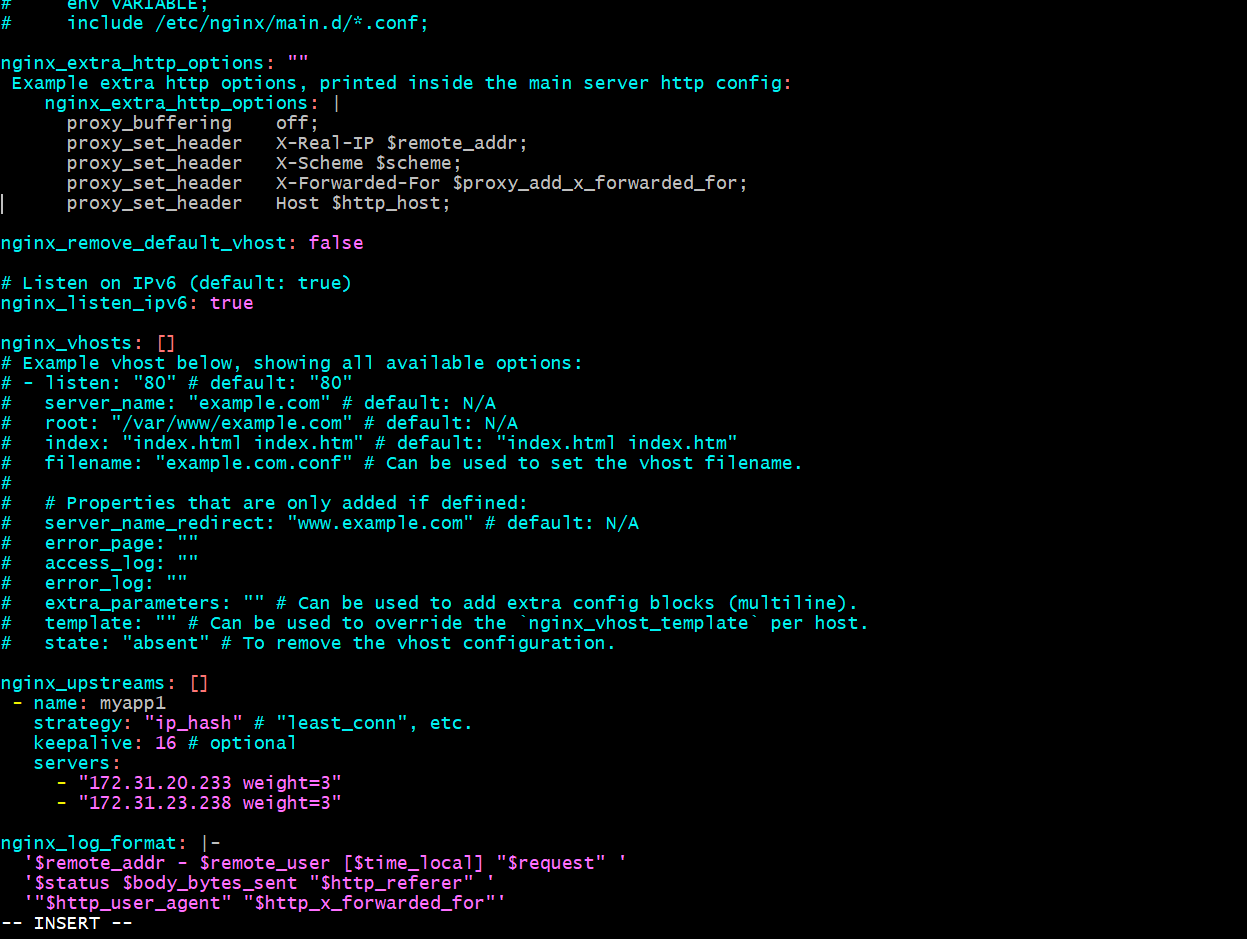 #     env VARIABLE;
#     include /etc/nginx/main.d/*.conf;

nginx_extra_http_options: ""
 Example extra http options, printed inside the main server http config:
    nginx_extra_http_options: |
      proxy_buffering    off;
      proxy_set_header   X-Real-IP $remote_addr;
      proxy_set_header   X-Scheme $scheme;
      proxy_set_header   X-Forwarded-For $proxy_add_x_forwarded_for;
      proxy_set_header   Host $http_host;

nginx_remove_default_vhost: false

# Listen on IPv6 (default: true)
nginx_listen_ipv6: true

nginx_vhosts: []
# Example vhost below, showing all available options:
# - listen: "80" # default: "80"
#   server_name: "example.com" # default: N/A
#   root: "/var/www/example.com" # default: N/A
#   index: "index.html index.htm" # default: "index.html index.htm"
#   filename: "example.com.conf" # Can be used to set the vhost filename.
#
#   # Properties that are only added if defined:
#   server_name_redirect: "www.example.com" # default: N/A
#   error_page: ""
#   access_log: ""
#   error_log: ""
#   extra_parameters: "" # Can be used to add extra config blocks (multiline).
#   template: "" # Can be used to override the `nginx_vhost_template` per host.
#   state: "absent" # To remove the vhost configuration.

nginx_upstreams: []
 - name: myapp1
   strategy: "ip_hash" # "least_conn", etc.
   keepalive: 16 # optional
   servers:
     - "172.31.20.233 weight=3"
     - "172.31.23.238 weight=3"

nginx_log_format: |-
  '$remote_addr - $remote_user [$time_local] "$request" '
  '$status $body_bytes_sent "$http_referer" '
  '"$http_user_agent" "$http_x_forwarded_for"'
-- INSERT --